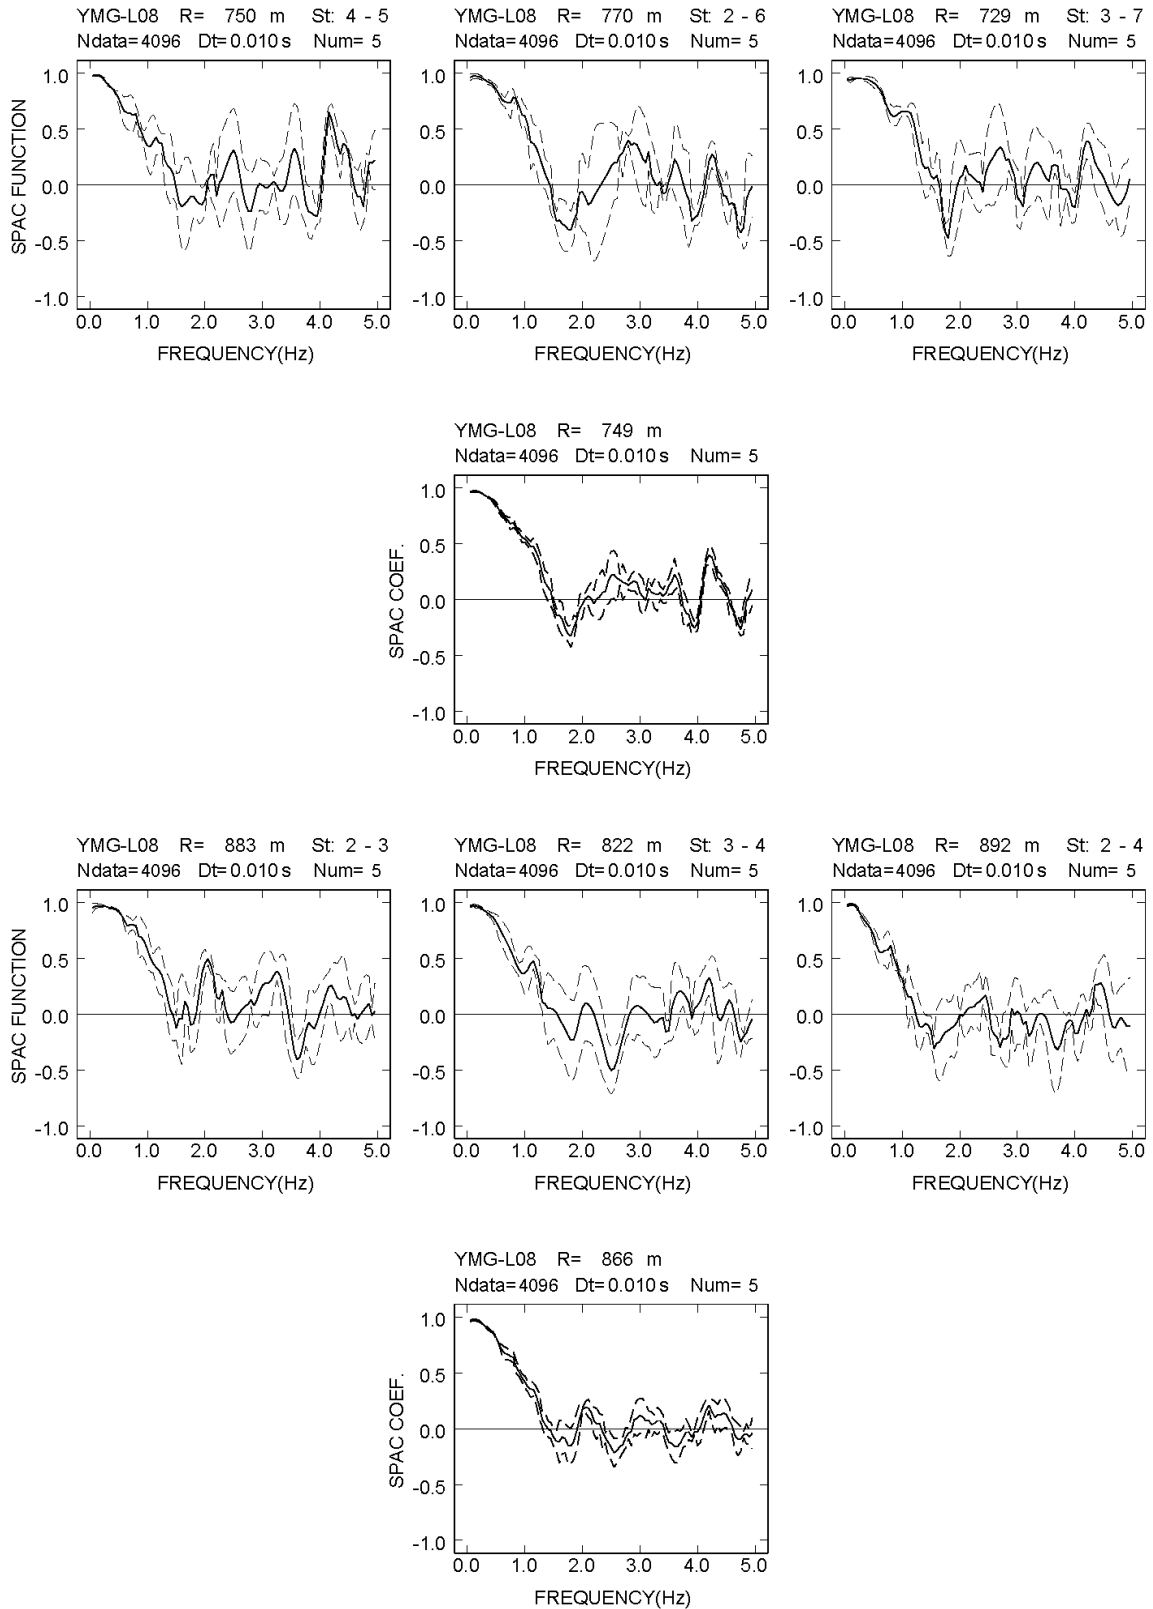 YMG-L08 R= 750 m St: 4 - 5
Ndata=4096 Dt=0.010 s Num= 5
1.0
0.5
0.0
-0.5
-1.0
SPAC FUNCTION
0.0 1.0 2.0 3.0 4.0 5.0
FREQUENCY(Hz)
YMG-L08 R= 770 m St: 2 - 6
Ndata=4096 Dt=0.010 s Num= 5
1.0
0.5
0.0
-0.5
-1.0
0.0 1.0 2.0 3.0 4.0 5.0
FREQUENCY(Hz)
YMG-L08 R= 729 m St: 3 - 7
Ndata=4096 Dt=0.010 s Num= 5
1.0
0.5
0.0
-0.5
-1.0
0.0 1.0 2.0 3.0 4.0 5.0
FREQUENCY(Hz)
YMG-L08 R= 749 m
Ndata=4096 Dt=0.010 s Num= 5
1.0
0.5
0.0
-0.5
-1.0
SPAC COEF.
0.0 1.0 2.0 3.0 4.0 5.0
FREQUENCY(Hz)
YMG-L08 R= 883 m St: 2 - 3
Ndata=4096 Dt=0.010 s Num= 5
1.0
0.5
0.0
-0.5
-1.0
SPAC FUNCTION
0.0 1.0 2.0 3.0 4.0 5.0
FREQUENCY(Hz)
YMG-L08 R= 822 m St: 3 - 4
Ndata=4096 Dt=0.010 s Num= 5
1.0
0.5
0.0
-0.5
-1.0
0.0 1.0 2.0 3.0 4.0 5.0
FREQUENCY(Hz)
YMG-L08 R= 892 m St: 2 - 4
Ndata=4096 Dt=0.010 s Num= 5
1.0
0.5
0.0
-0.5
-1.0
0.0 1.0 2.0 3.0 4.0 5.0
FREQUENCY(Hz)
YMG-L08 R= 866 m
Ndata=4096 Dt=0.010 s Num= 5
1.0
0.5
0.0
-0.5
-1.0
SPAC COEF.
0.0 1.0 2.0 3.0 4.0 5.0
FREQUENCY(Hz)